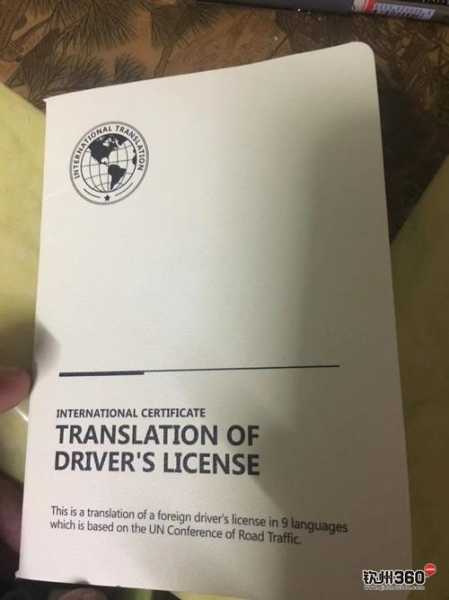 INTERNATIONAL TRANSLATION
INTERNATIONAL CERTIFICATE
TRANSLATION OF
DRIVER'S LICENSE
This is a translation of a foreign driver's license in 9 languages
which is based on the UN Conference of Road Traffic.
钦州360